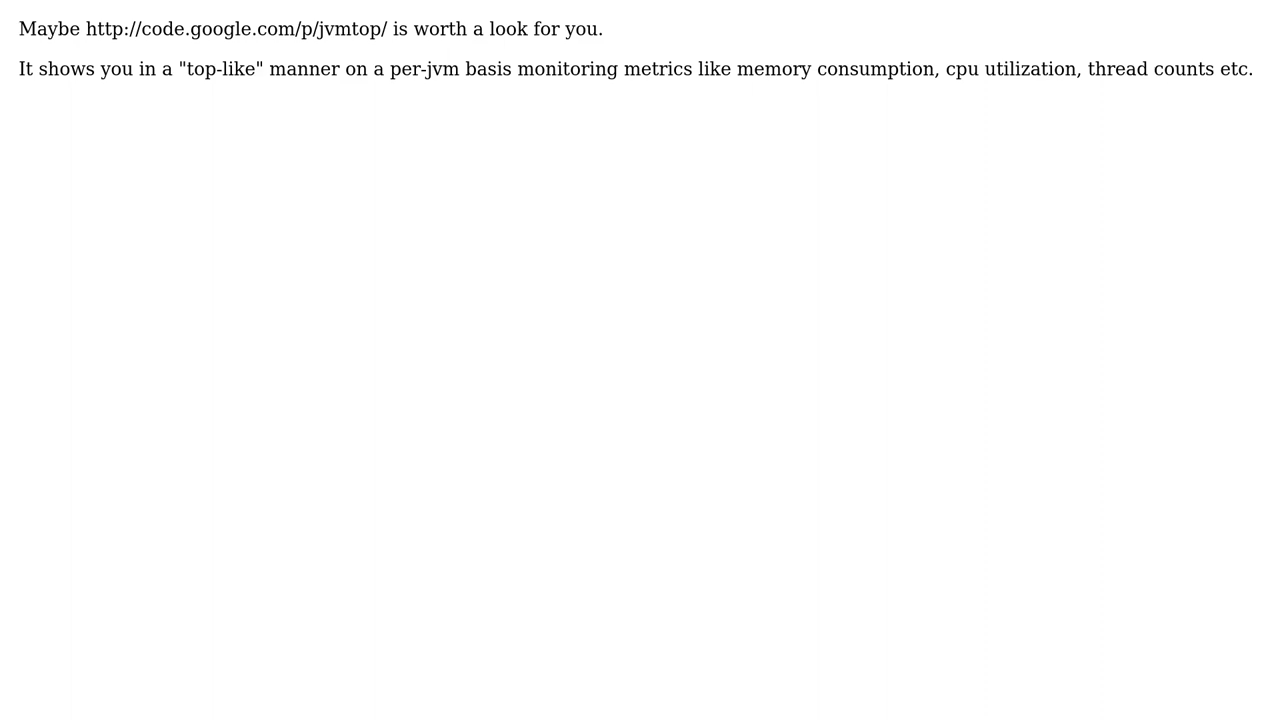 Maybe http://code.google.com/p/jvmtop/ is worth a look for you.
It shows you in a "top-like" manner on a per-jvm basis monitoring metrics like memory consumption, cpu utilization, thread counts etc.